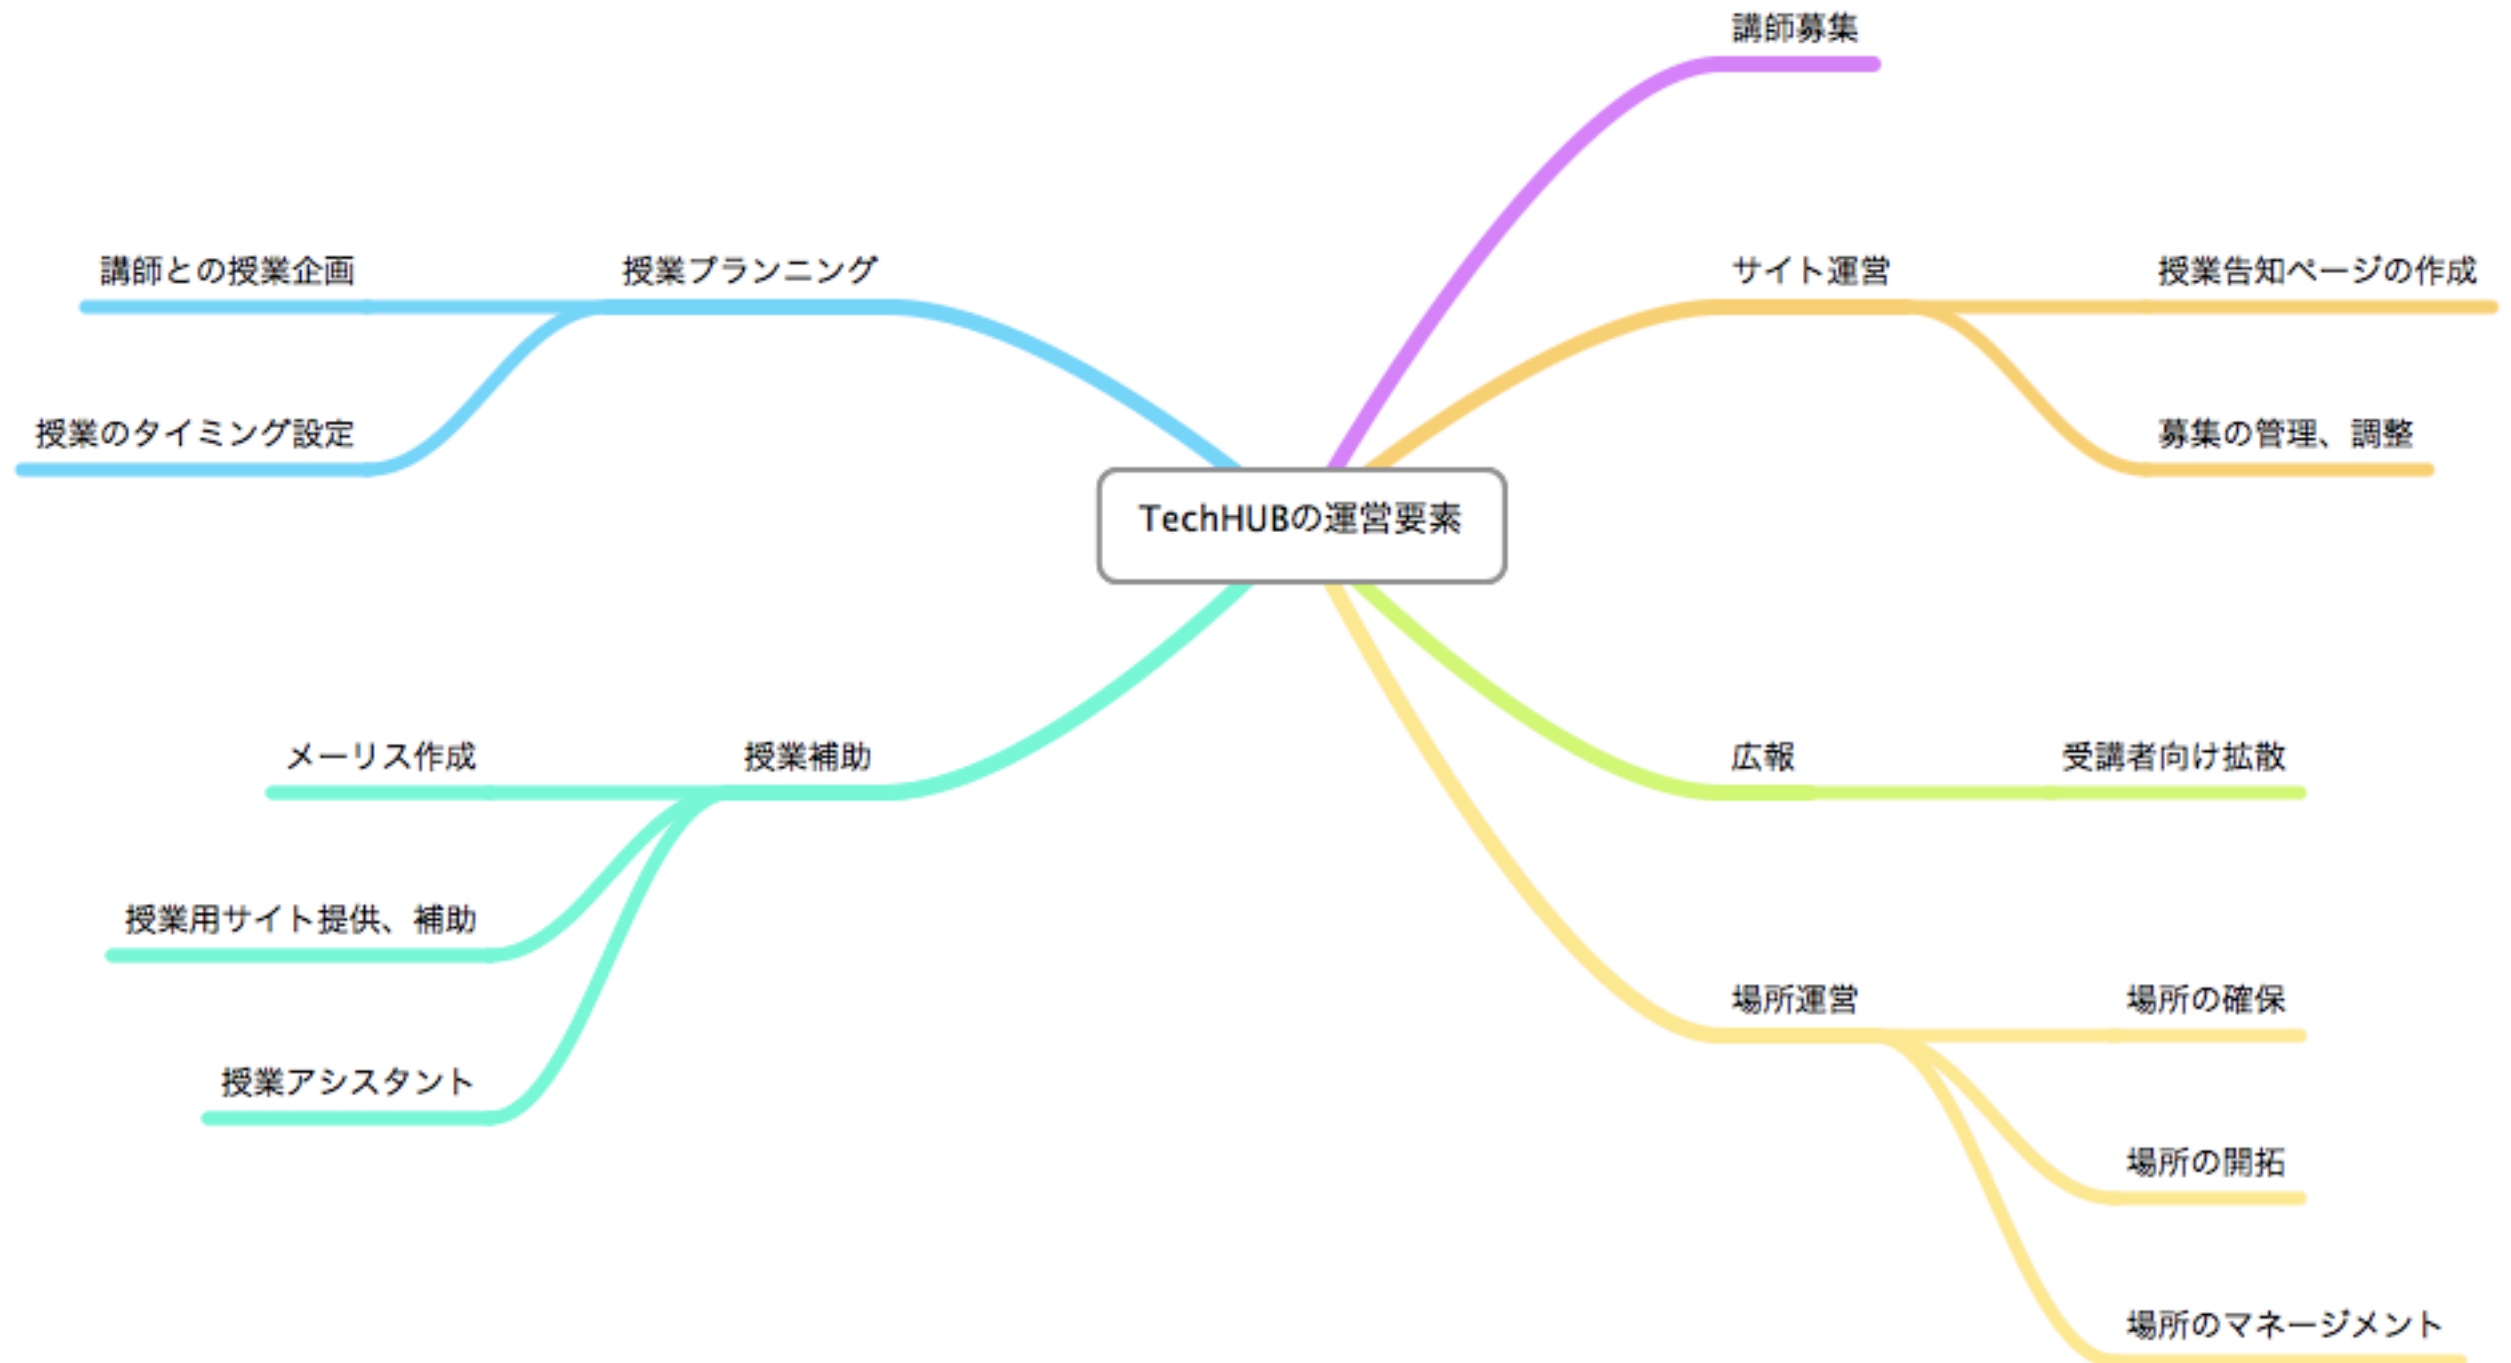 講師募集
講師との授業企画
授業プランニング
サイト運営
授業告知ページの作成
授業のタイミング設定
募集の管理、調整
TechHUBの運営要素
メーリス作成
授業補助
広報
受講者向け拡散
授業用サイト提供、補助
場所運営
場所の確保
授業アシスタント
場所の開拓
場所のマネージメント